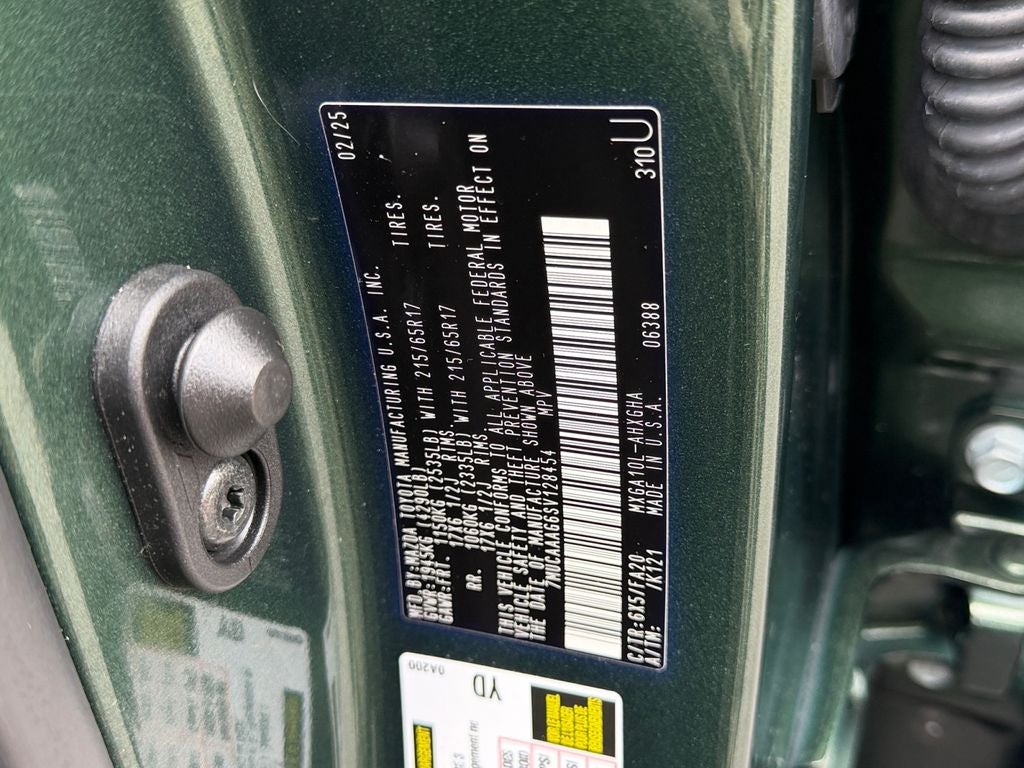 MFD.BY:MAZDA TOYOTA MANUFACTURING U.S.A. INC. 02/25
GVWR:1945KG (4290LB)
GAWR:FRT. 1150KG (2535LB) WITH 215/65R17 TIRES.
17X6 1/2J RIMS.
RR. 1060KG (2335LB) WITH 215/65R17 TIRES.
17X6 1/2J RIMS.
THIS VEHICLE CONFORMS TO ALL APPLICABLE FEDERAL MOTOR
VEHICLE SAFETY AND THEFT PREVENTION STANDARDS IN EFFECT ON
THE DATE OF MANUFACTURE SHOWN ABOVE
7MUCAAAG6SV128454 MPV
C/TR:6X5/FA20 MXGA10L-AHXGHA 06388 310U
A/TM: /K121 MADE IN U.S.A.
0A200
YD